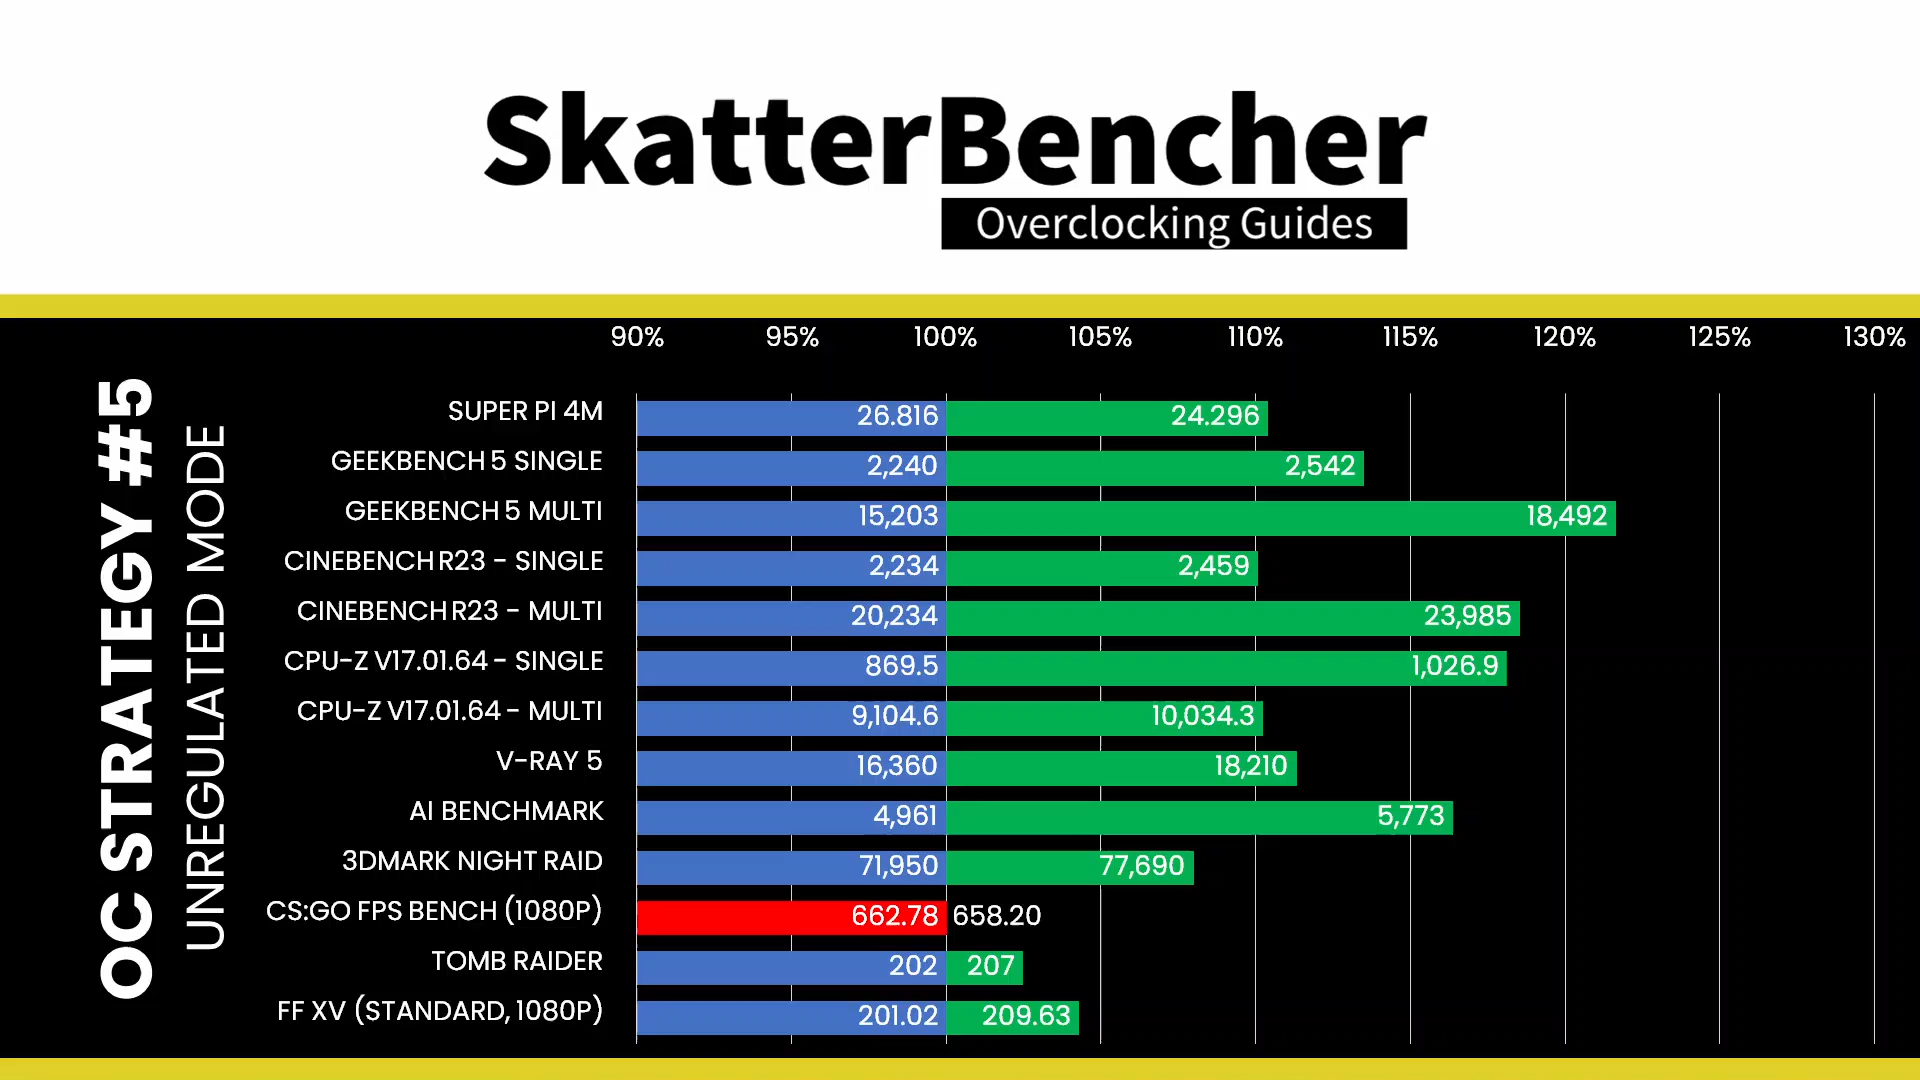 SkatterBencher
Overclocking Guides
90% 95% 100% 105% 110% 115% 120% 125% 130%
OC STRATEGY #5
UNREGULATED MODE
SUPER PI 4M 26.816 24.296
GEEKBENCH 5 SINGLE 2,240 2,542
GEEKBENCH 5 MULTI 15,203 18,492
CINEBENCH R23 - SINGLE 2,234 2,459
CINEBENCH R23 - MULTI 20,234 23,985
CPU-Z V17.01.64 - SINGLE 869.5 1,026.9
CPU-Z V17.01.64 - MULTI 9,104.6 10,034.3
V-RAY 5 16,360 18,210
AI BENCHMARK 4,961 5,773
3DMARK NIGHT RAID 71,950 77,690
CS:GO FPS BENCH (1080P) 662.78 658.20
TOMB RAIDER 202 207
FF XV (STANDARD, 1080P) 201.02 209.63